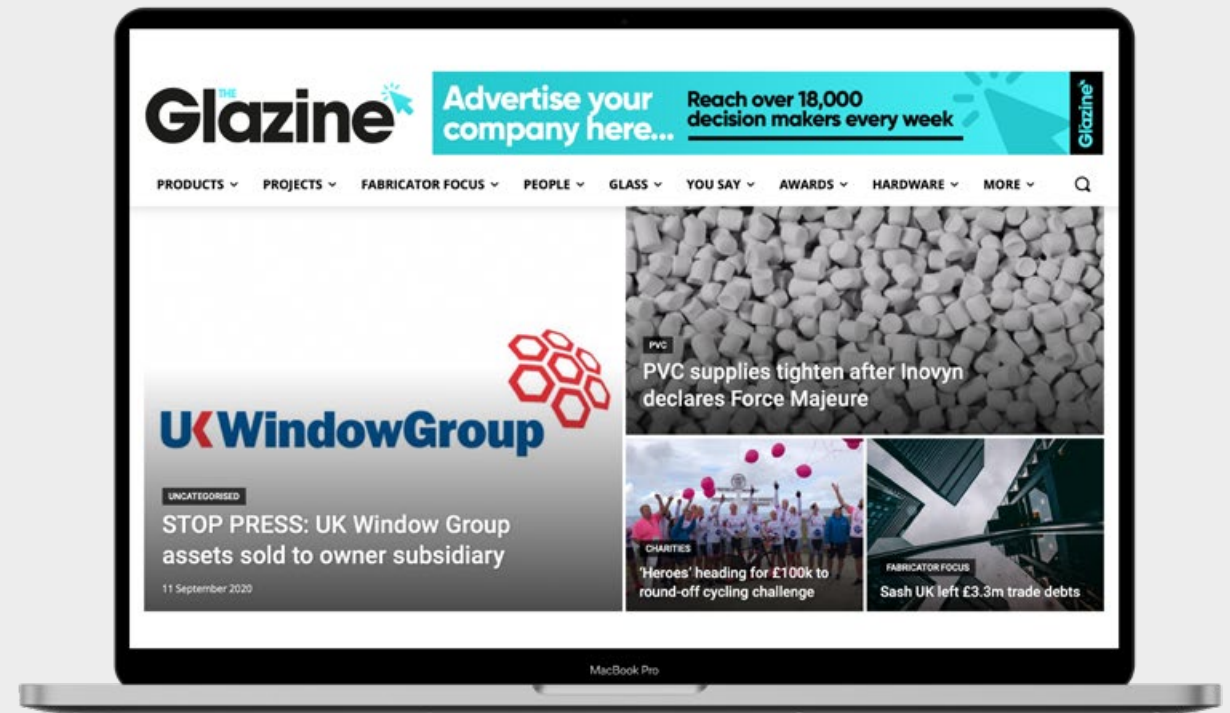 THE
Glazine
Advertise your
company here...
Reach over 18,000
decision makers every week
Glazine
PRODUCTS
PROJECTS
FABRICATOR FOCUS
PEOPLE
GLASS
YOU SAY
AWARDS
HARDWARE
MORE
UKWindowGroup
UNCATEGORISED
STOP PRESS: UK Window Group
assets sold to owner subsidiary
11 September 2020
PVC
PVC supplies tighten after Inovyn
declares Force Majeure
CHARITIES
'Heroes' heading for £100k to
round-off cycling challenge
FABRICATOR FOCUS
Sash UK left £3.3m trade debts
MacBook Pro